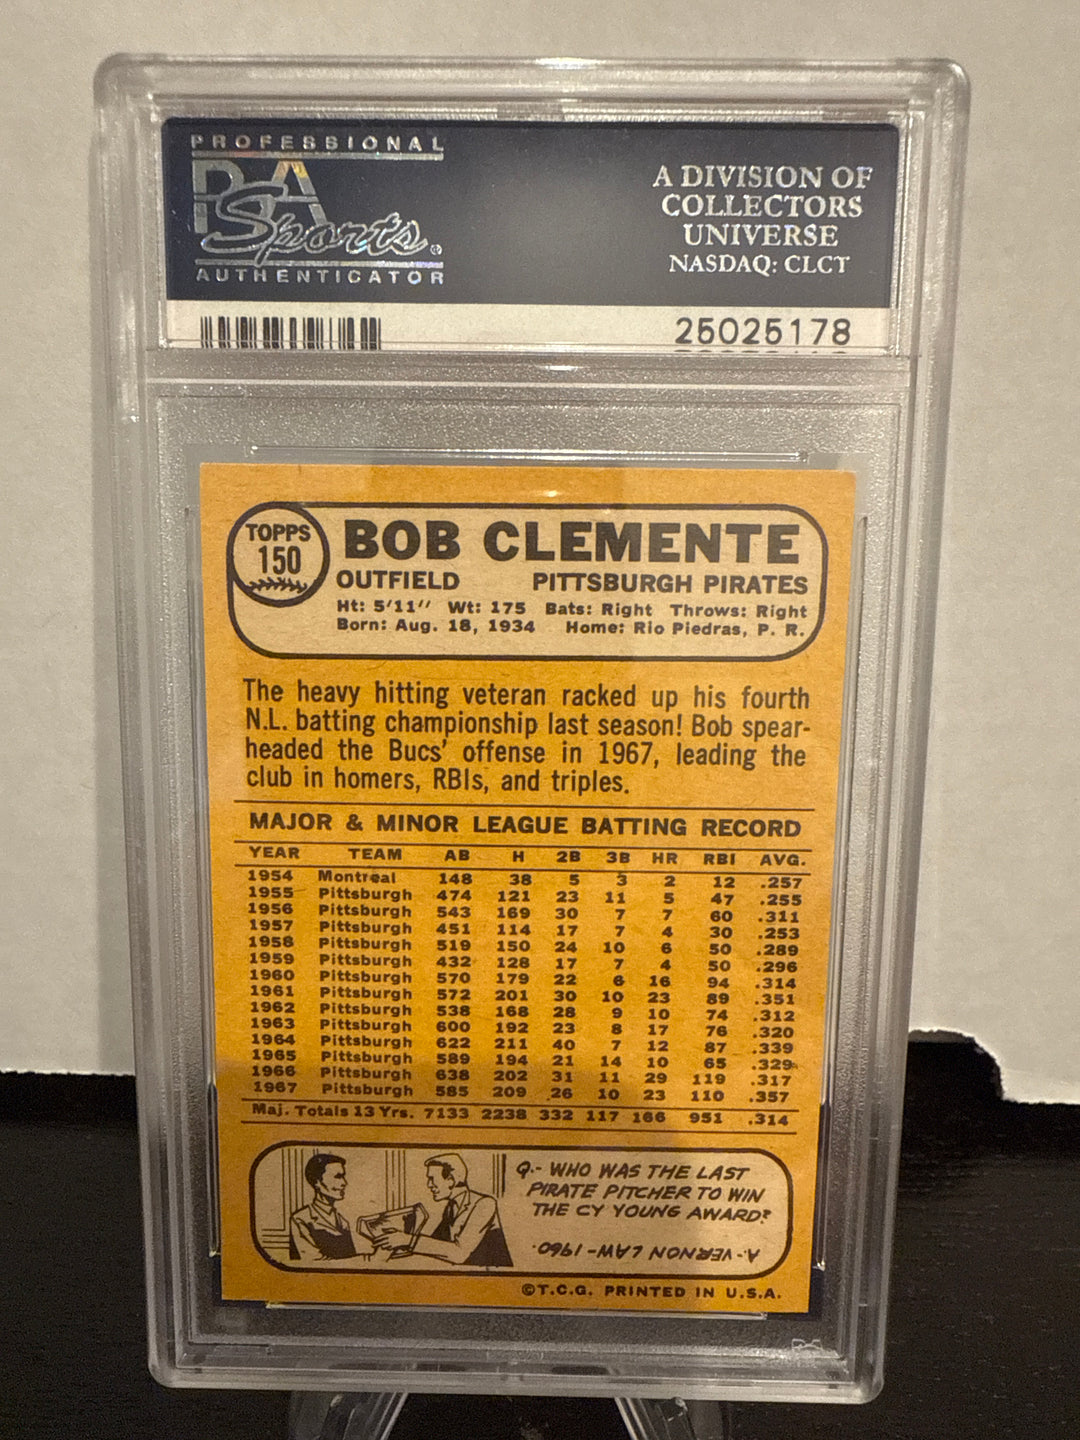 PROFESSIONAL
PSA
Sports®
AUTHENTICATOR
A DIVISION OF
COLLECTORS
UNIVERSE
NASDAQ: CLCT
25025178
TOPPS
150
BOB CLEMENTE
OUTFIELD PITTSBURGH PIRATES
Ht: 5'11" Wt: 175 Bats: Right Throws: Right
Born: Aug. 18, 1934 Home: Rio Piedras, P. R.
The heavy hitting veteran racked up his fourth
N.L. batting championship last season! Bob spear-
headed the Bucs' offense in 1967, leading the
club in homers, RBIs, and triples.
MAJOR & MINOR LEAGUE BATTING RECORD
YEAR TEAM AB H 2B 3B HR RBI AVG.
1954 Montreal 148 38 5 3 2 12 .257
1955 Pittsburgh 474 121 23 11 5 47 .255
1956 Pittsburgh 543 169 30 7 7 60 .311
1957 Pittsburgh 451 114 17 7 4 30 .253
1958 Pittsburgh 519 150 24 10 6 50 .289
1959 Pittsburgh 432 128 17 7 4 50 .296
1960 Pittsburgh 570 179 22 6 16 94 .314
1961 Pittsburgh 572 201 30 10 23 89 .351
1962 Pittsburgh 538 168 28 9 10 74 .312
1963 Pittsburgh 600 192 23 8 17 76 .320
1964 Pittsburgh 622 211 40 7 12 87 .339
1965 Pittsburgh 589 194 21 14 10 65 .329
1966 Pittsburgh 638 202 31 11 29 119 .317
1967 Pittsburgh 585 209 26 10 23 110 .357
Maj. Totals 13 Yrs. 7133 2238 332 117 166 951 .314
Q.- WHO WAS THE LAST
PIRATE PITCHER TO WIN
THE CY YOUNG AWARD?
A.- VERNON LAW - 1960.
©T.C.G. PRINTED IN U.S.A.